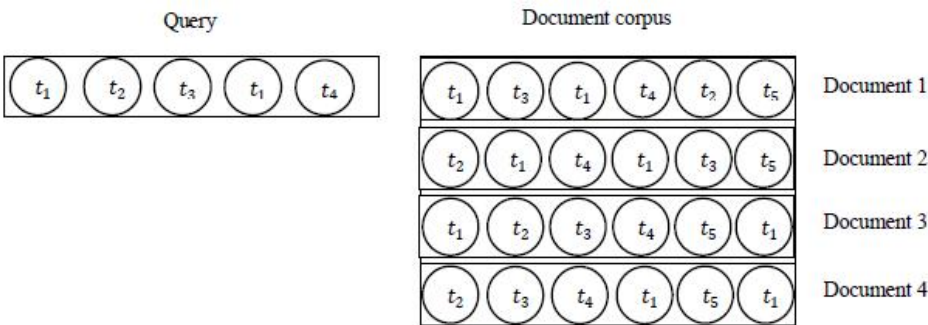 Query
Document corpus
t₁ t₂ t₃ t₁ t₄
t₁ t₃ t₁ t₄ t₂ t₅ Document 1
t₂ t₁ t₄ t₁ t₃ t₅ Document 2
t₁ t₂ t₃ t₄ t₅ t₁ Document 3
t₂ t₃ t₄ t₁ t₅ t₁ Document 4